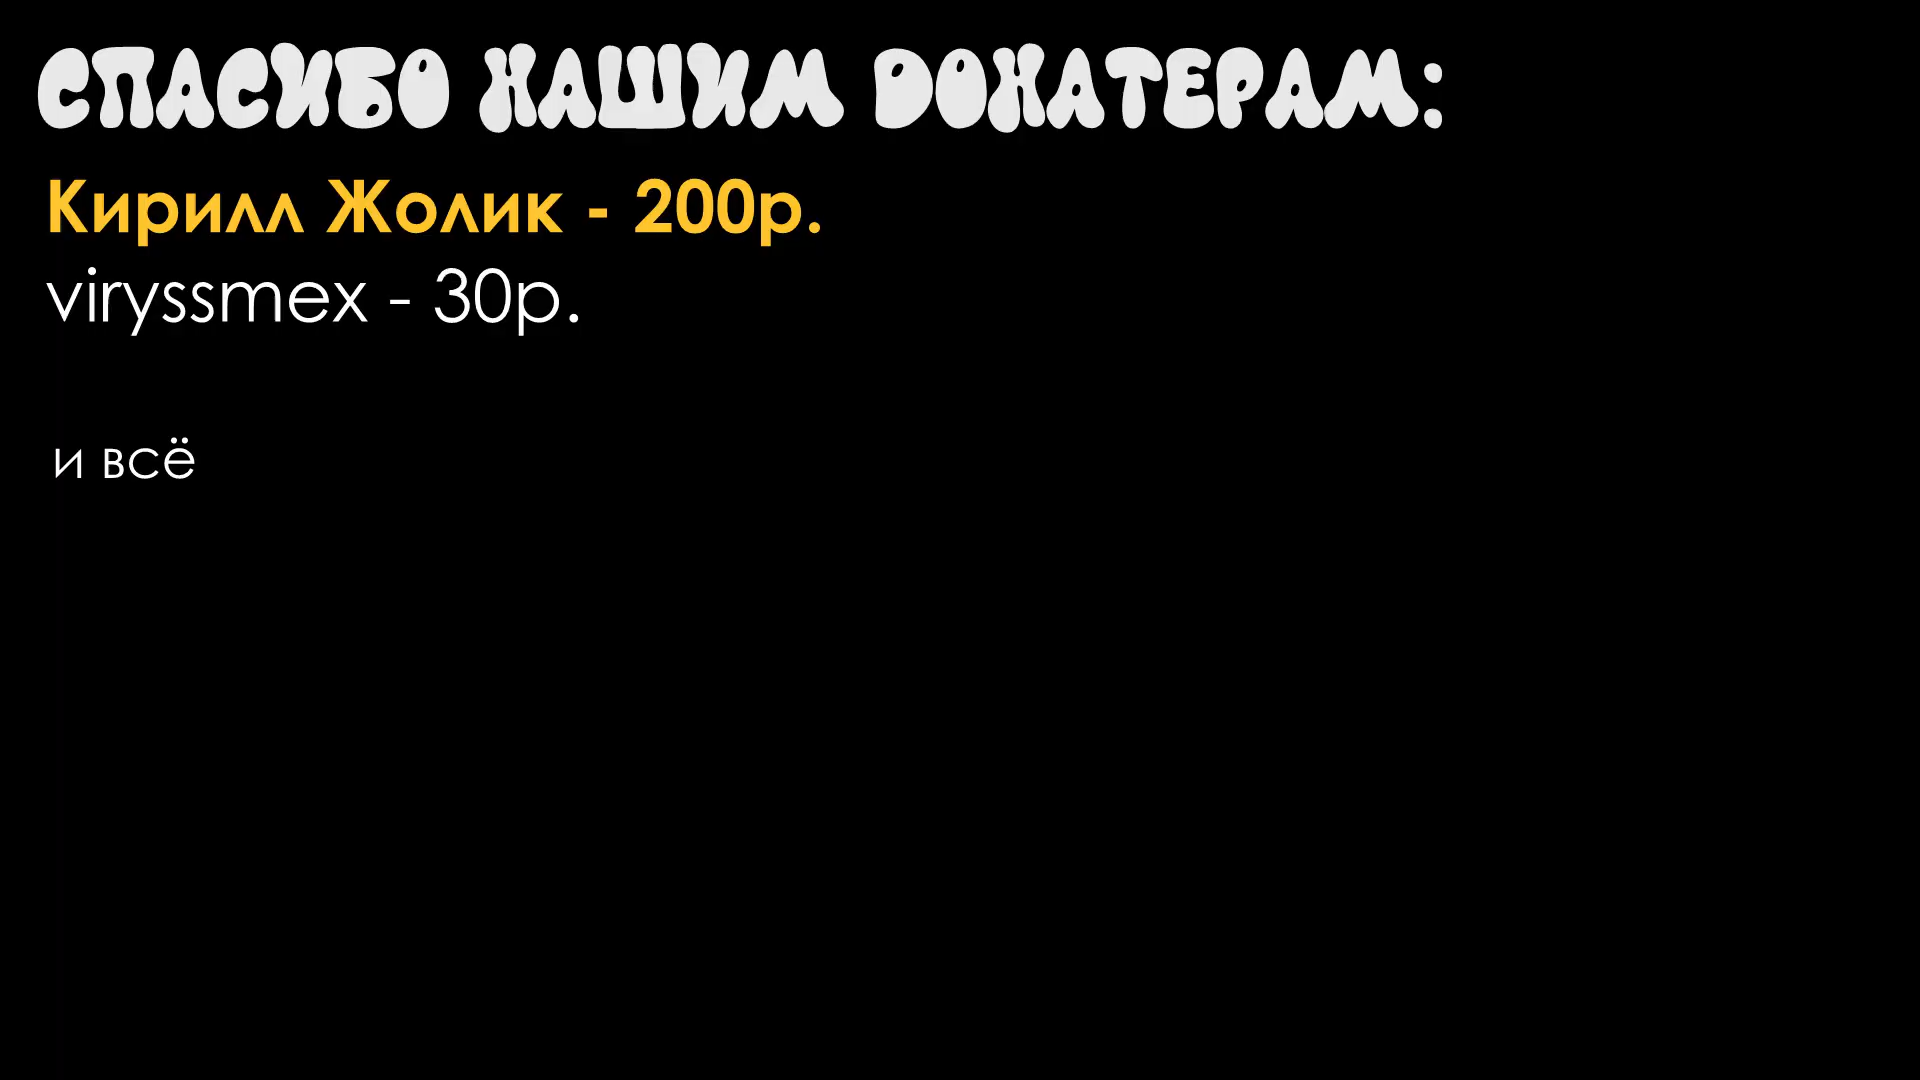 СПАСИБО НАШИМ ДОНАТЕРАМ:
Кирилл Жолик - 200р.
viryssmex - 30р.
и всё